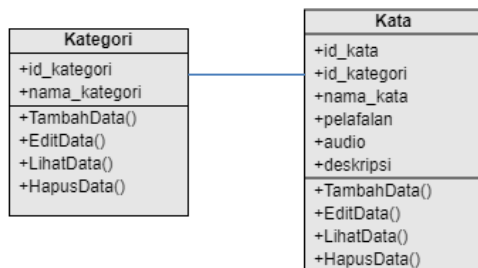 Kategori
+id_kategori
+nama_kategori
+TambahData()
+EditData()
+LihatData()
+HapusData()
Kata
+id_kata
+id_kategori
+nama_kata
+pelafalan
+audio
+deskripsi
+TambahData()
+EditData()
+LihatData()
+HapusData()